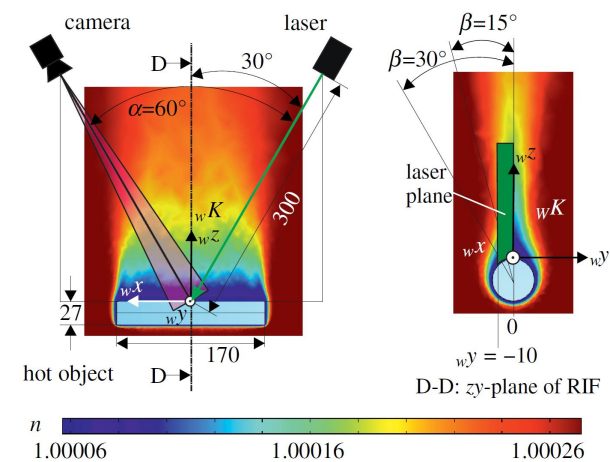 camera
laser
D
30°
α=60°
300
wK
wz
wx
wy
27
170
hot object
D
β=15°
β=30°
wz
laser
plane
wK
wx
wy
0
wy = −10
D-D: zy-plane of RIF
n
1.00006 1.00016 1.00026